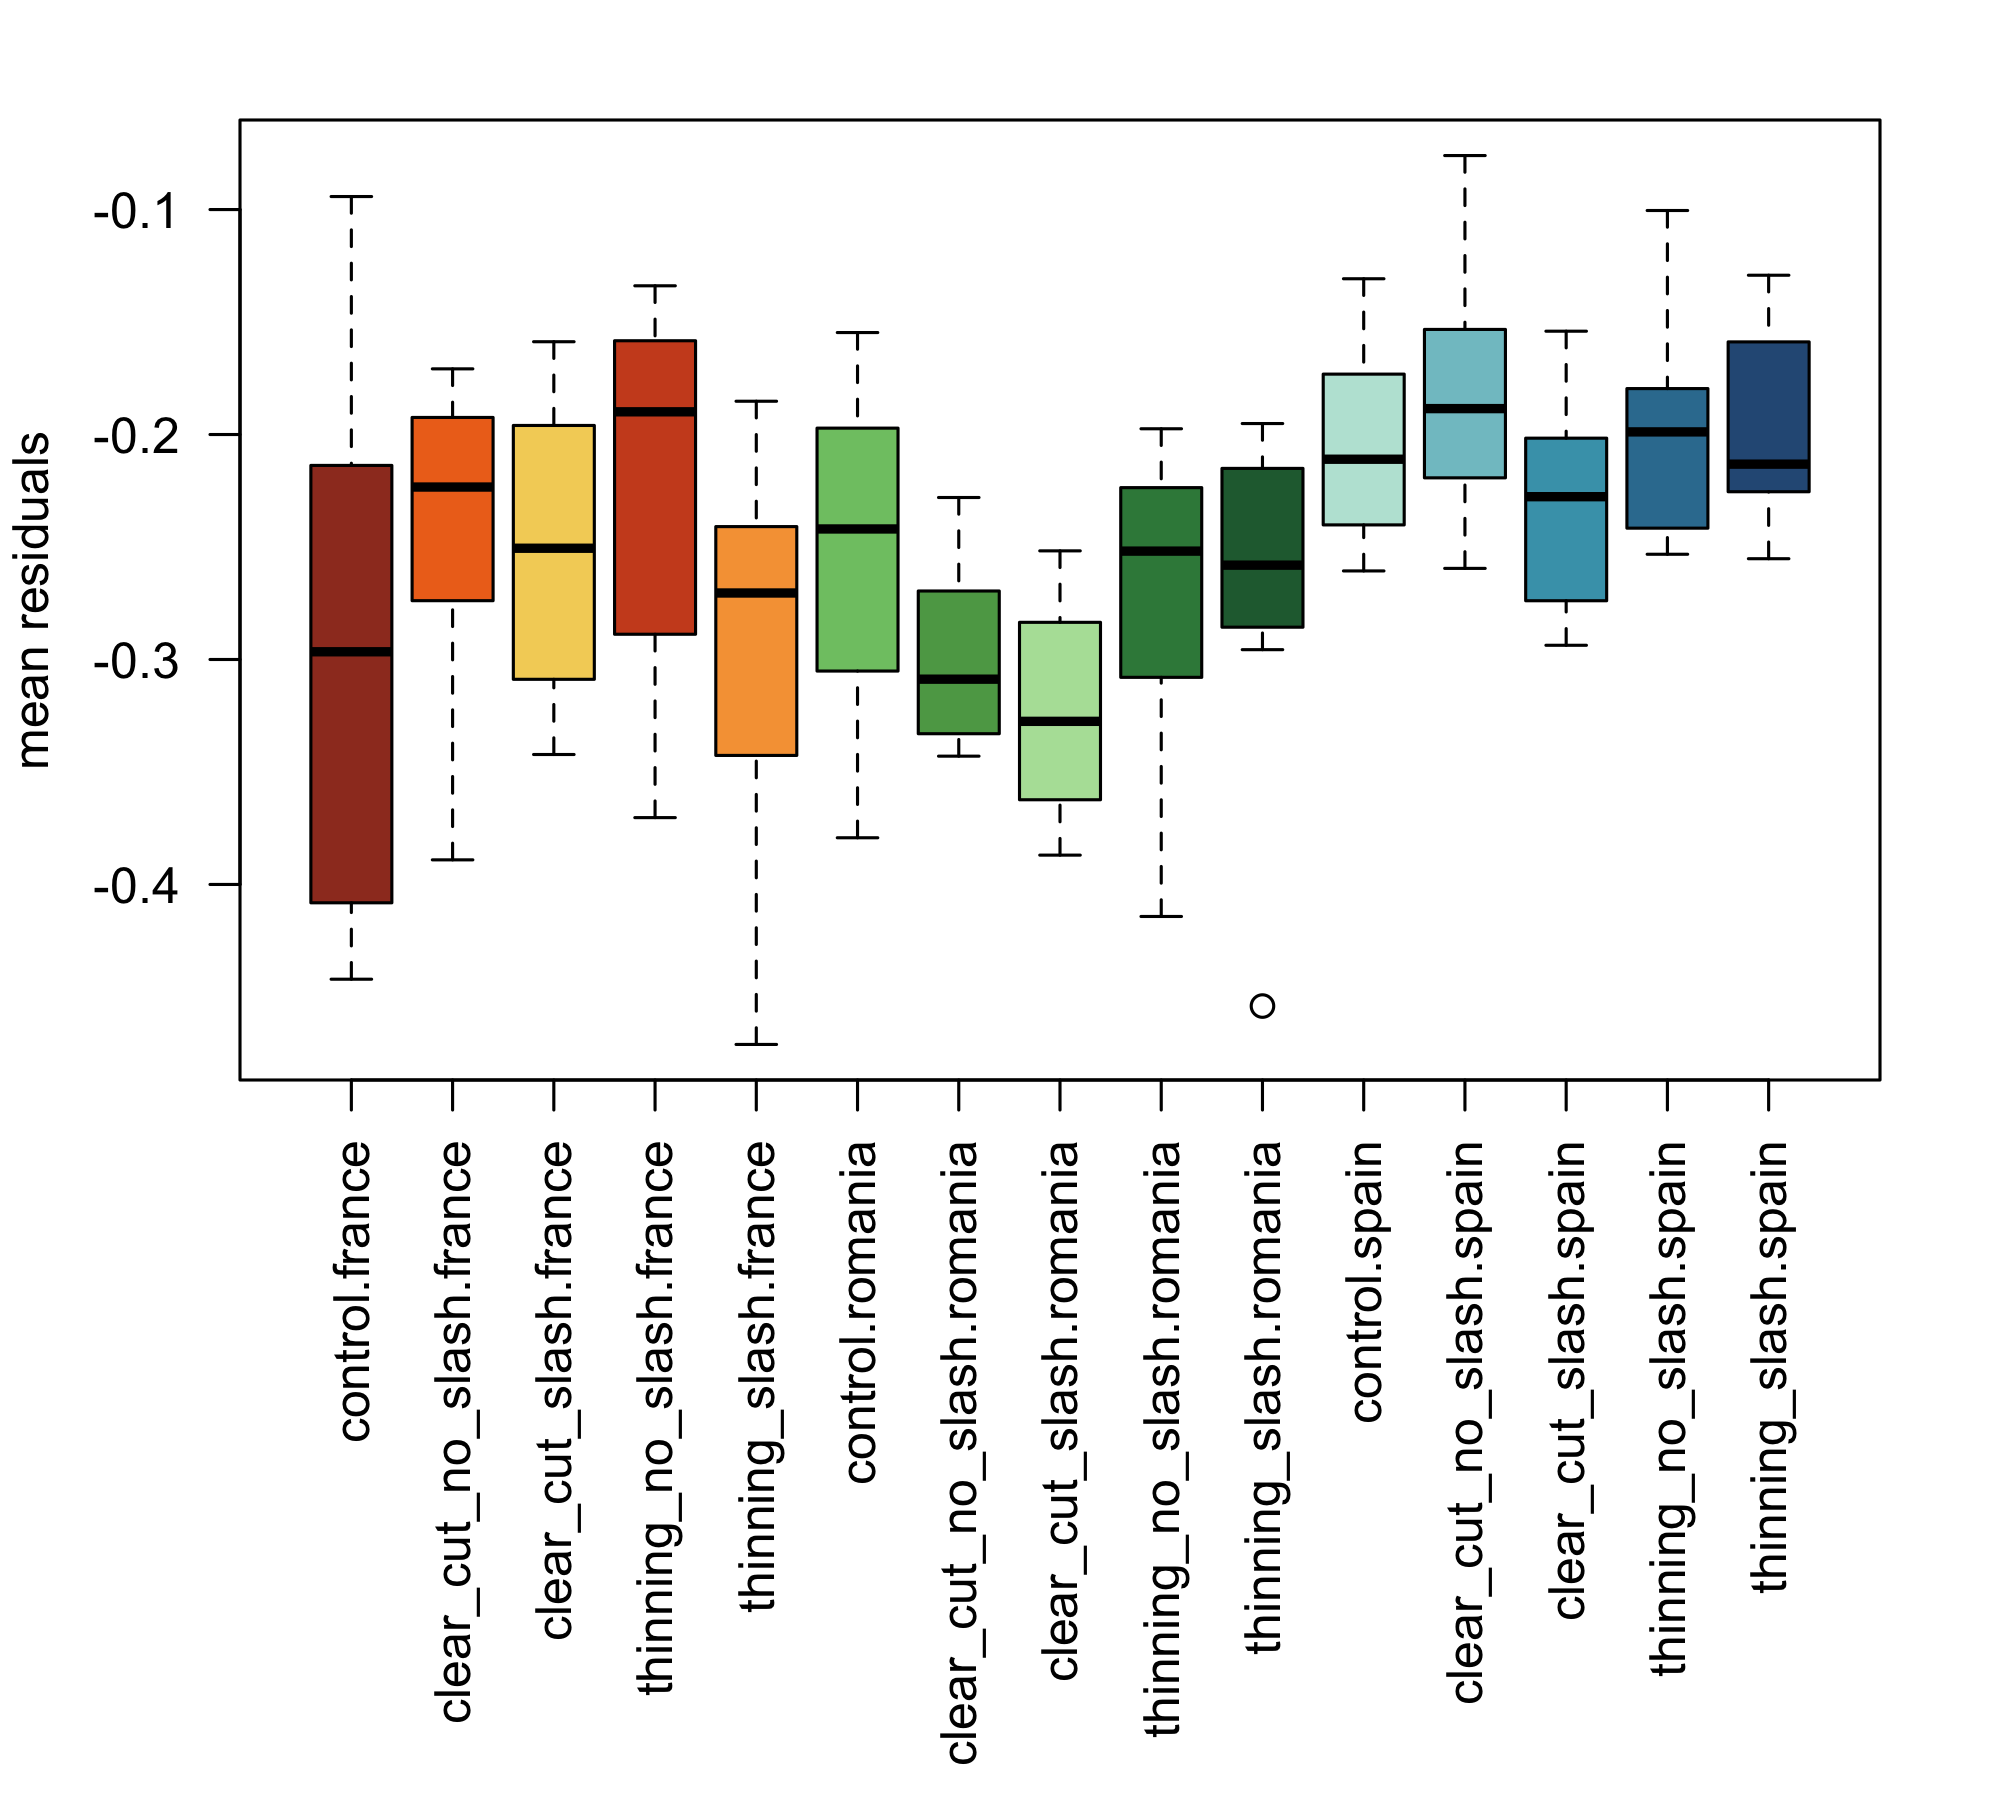 mean residuals
-0.1
-0.2
-0.3
-0.4
control.france
clear_cut_no_slash.france
clear_cut_slash.france
thinning_no_slash.france
thinning_slash.france
control.romania
clear_cut_no_slash.romania
clear_cut_slash.romania
thinning_no_slash.romania
thinning_slash.romania
control.spain
clear_cut_no_slash.spain
clear_cut_slash.spain
thinning_no_slash.spain
thinning_slash.spain